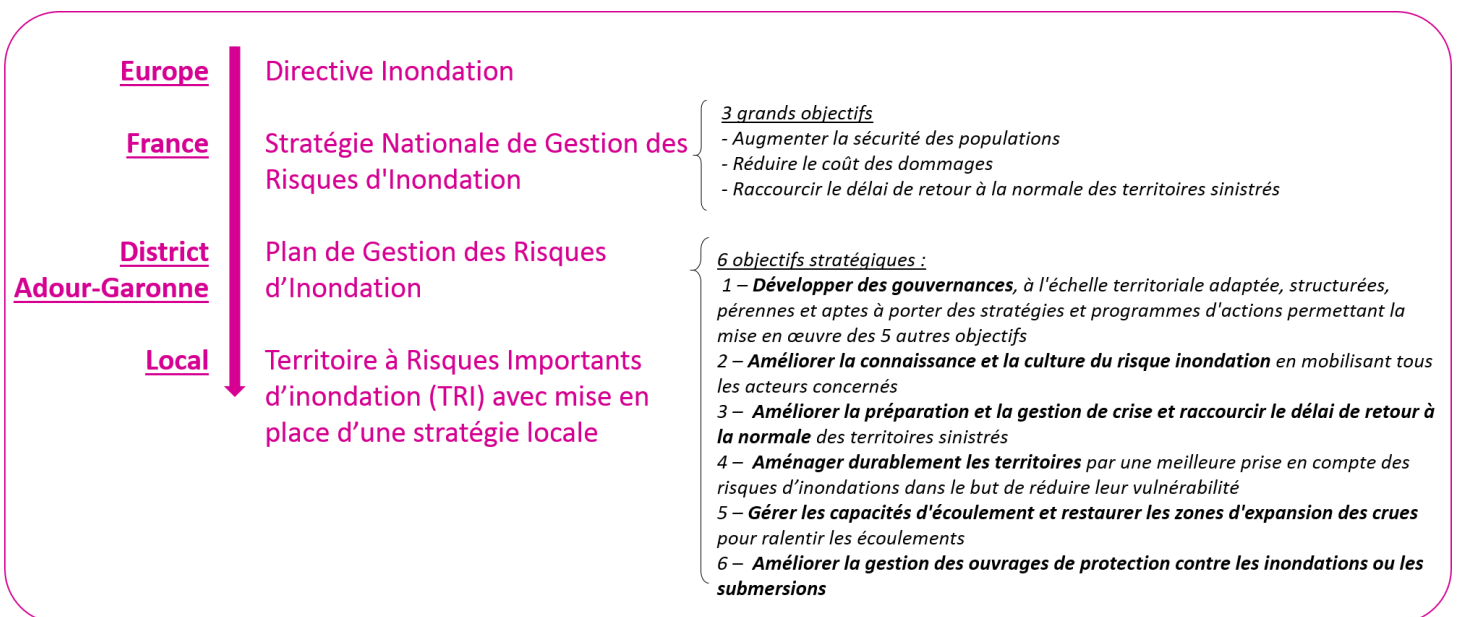 Europe
Directive Inondation
France
Stratégie Nationale de Gestion des
Risques d'Inondation
3 grands objectifs
- Augmenter la sécurité des populations
- Réduire le coût des dommages
- Raccourcir le délai de retour à la normale des territoires sinistrés
District
Adour-Garonne
Plan de Gestion des Risques
d’Inondation
6 objectifs stratégiques :
1 – Développer des gouvernances, à l'échelle territoriale adaptée, structurées,
pérennes et aptes à porter des stratégies et programmes d'actions permettant la
mise en œuvre des 5 autres objectifs
2 – Améliorer la connaissance et la culture du risque inondation en mobilisant tous
les acteurs concernés
3 – Améliorer la préparation et la gestion de crise et raccourcir le délai de retour à
la normale des territoires sinistrés
4 – Aménager durablement les territoires par une meilleure prise en compte des
risques d’inondations dans le but de réduire leur vulnérabilité
5 – Gérer les capacités d'écoulement et restaurer les zones d'expansion des crues
pour ralentir les écoulements
6 – Améliorer la gestion des ouvrages de protection contre les inondations ou les
submersions
Local
Territoire à Risques Importants
d’inondation (TRI) avec mise en
place d’une stratégie locale